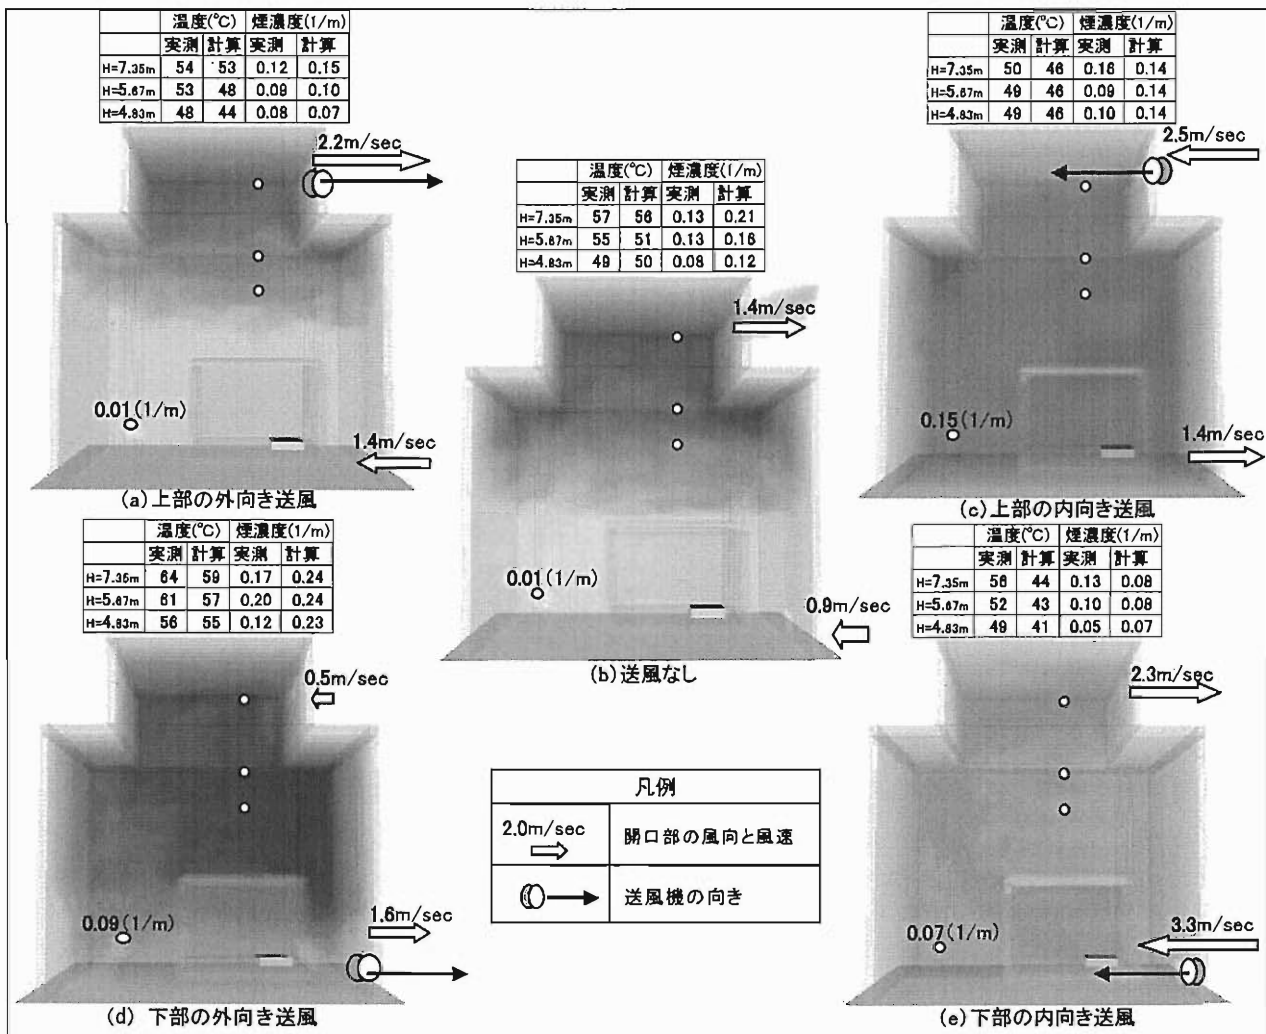 温度(℃) 煙濃度(1/m)
実測 計算 実測 計算
H=7.35m 54 53 0.12 0.15
H=5.67m 53 48 0.09 0.10
H=4.83m 48 44 0.08 0.07
2.2m/sec
0.01(1/m)
1.4m/sec
(a)上部の外向き送風
温度(℃) 煙濃度(1/m)
実測 計算 実測 計算
H=7.35m 57 56 0.13 0.21
H=5.67m 55 51 0.13 0.16
H=4.83m 49 50 0.08 0.12
1.4m/sec
0.01(1/m)
0.9m/sec
(b)送風なし
温度(℃) 煙濃度(1/m)
実測 計算 実測 計算
H=7.35m 50 46 0.16 0.14
H=5.67m 49 46 0.09 0.14
H=4.83m 49 46 0.10 0.14
2.5m/sec
0.15(1/m)
1.4m/sec
(c)上部の内向き送風
温度(℃) 煙濃度(1/m)
実測 計算 実測 計算
H=7.35m 64 59 0.17 0.24
H=5.67m 61 57 0.20 0.24
H=4.83m 56 55 0.12 0.23
0.5m/sec
0.09(1/m)
1.6m/sec
(d) 下部の外向き送風
凡例
2.0m/sec 開口部の風向と風速
送風機の向き
温度(℃) 煙濃度(1/m)
実測 計算 実測 計算
H=7.35m 56 44 0.13 0.08
H=5.67m 52 43 0.10 0.08
H=4.83m 49 41 0.05 0.07
2.3m/sec
0.07(1/m)
3.3m/sec
(e)下部の内向き送風